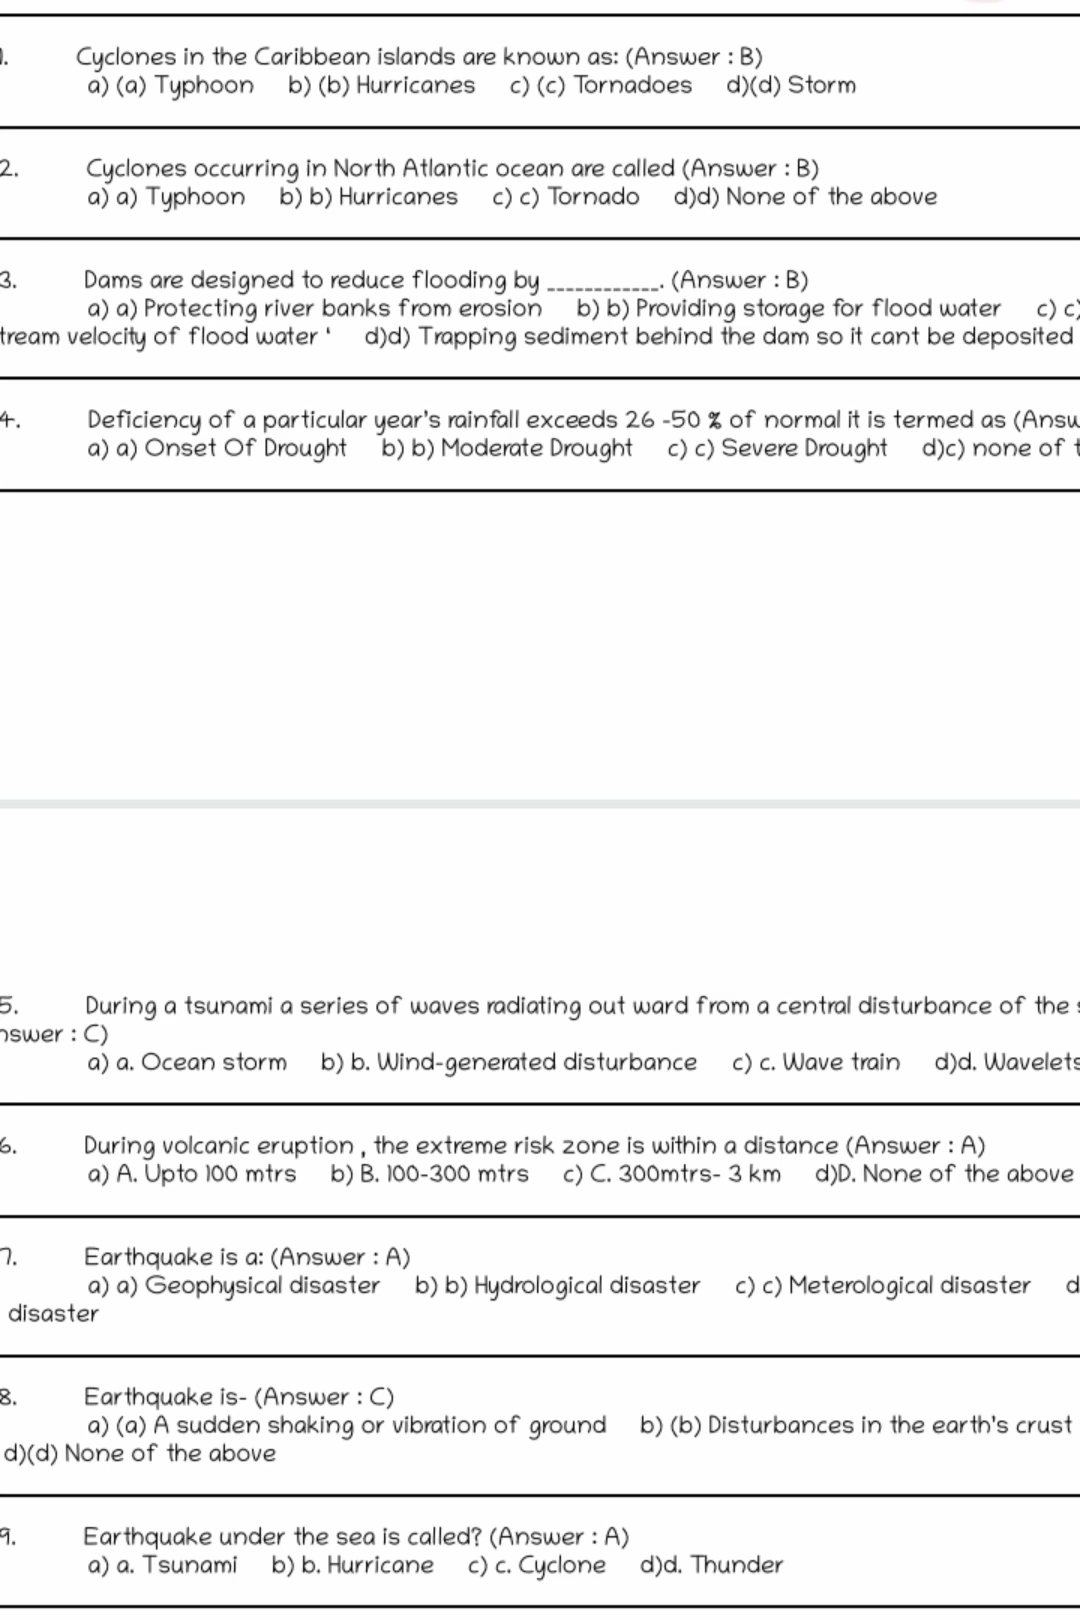 1. Cyclones in the Caribbean islands are known as: (Answer : B)
a) (a) Typhoon b) (b) Hurricanes c) (c) Tornadoes d)(d) Storm
2. Cyclones occurring in North Atlantic ocean are called (Answer : B)
a) a) Typhoon b) b) Hurricanes c) c) Tornado d)d) None of the above
3. Dams are designed to reduce flooding by ____________. (Answer : B)
a) a) Protecting river banks from erosion b) b) Providing storage for flood water c) c)
tream velocity of flood water ' d)d) Trapping sediment behind the dam so it cant be deposited
4. Deficiency of a particular year's rainfall exceeds 26 -50 % of normal it is termed as (Answ
a) a) Onset Of Drought b) b) Moderate Drought c) c) Severe Drought d)c) none of t
5. During a tsunami a series of waves radiating out ward from a central disturbance of the s
nswer : C)
a) a. Ocean storm b) b. Wind-generated disturbance c) c. Wave train d)d. Wavelets
6. During volcanic eruption , the extreme risk zone is within a distance (Answer : A)
a) A. Upto 100 mtrs b) B. 100-300 mtrs c) C. 300mtrs- 3 km d)D. None of the above
7. Earthquake is a: (Answer : A)
a) a) Geophysical disaster b) b) Hydrological disaster c) c) Meterological disaster d
disaster
8. Earthquake is- (Answer : C)
a) (a) A sudden shaking or vibration of ground b) (b) Disturbances in the earth's crust
d)(d) None of the above
9. Earthquake under the sea is called? (Answer : A)
a) a. Tsunami b) b. Hurricane c) c. Cyclone d)d. Thunder